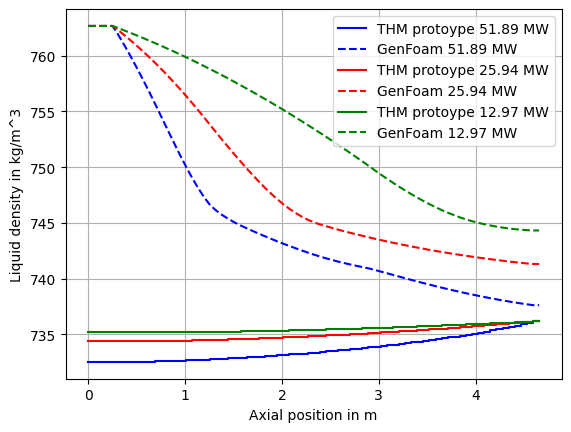 THM protoype 51.89 MW
GenFoam 51.89 MW
THM protoype 25.94 MW
GenFoam 25.94 MW
THM protoype 12.97 MW
GenFoam 12.97 MW
Liquid density in kg/m^3
760
755
750
745
740
735
0 1 2 3 4
Axial position in m